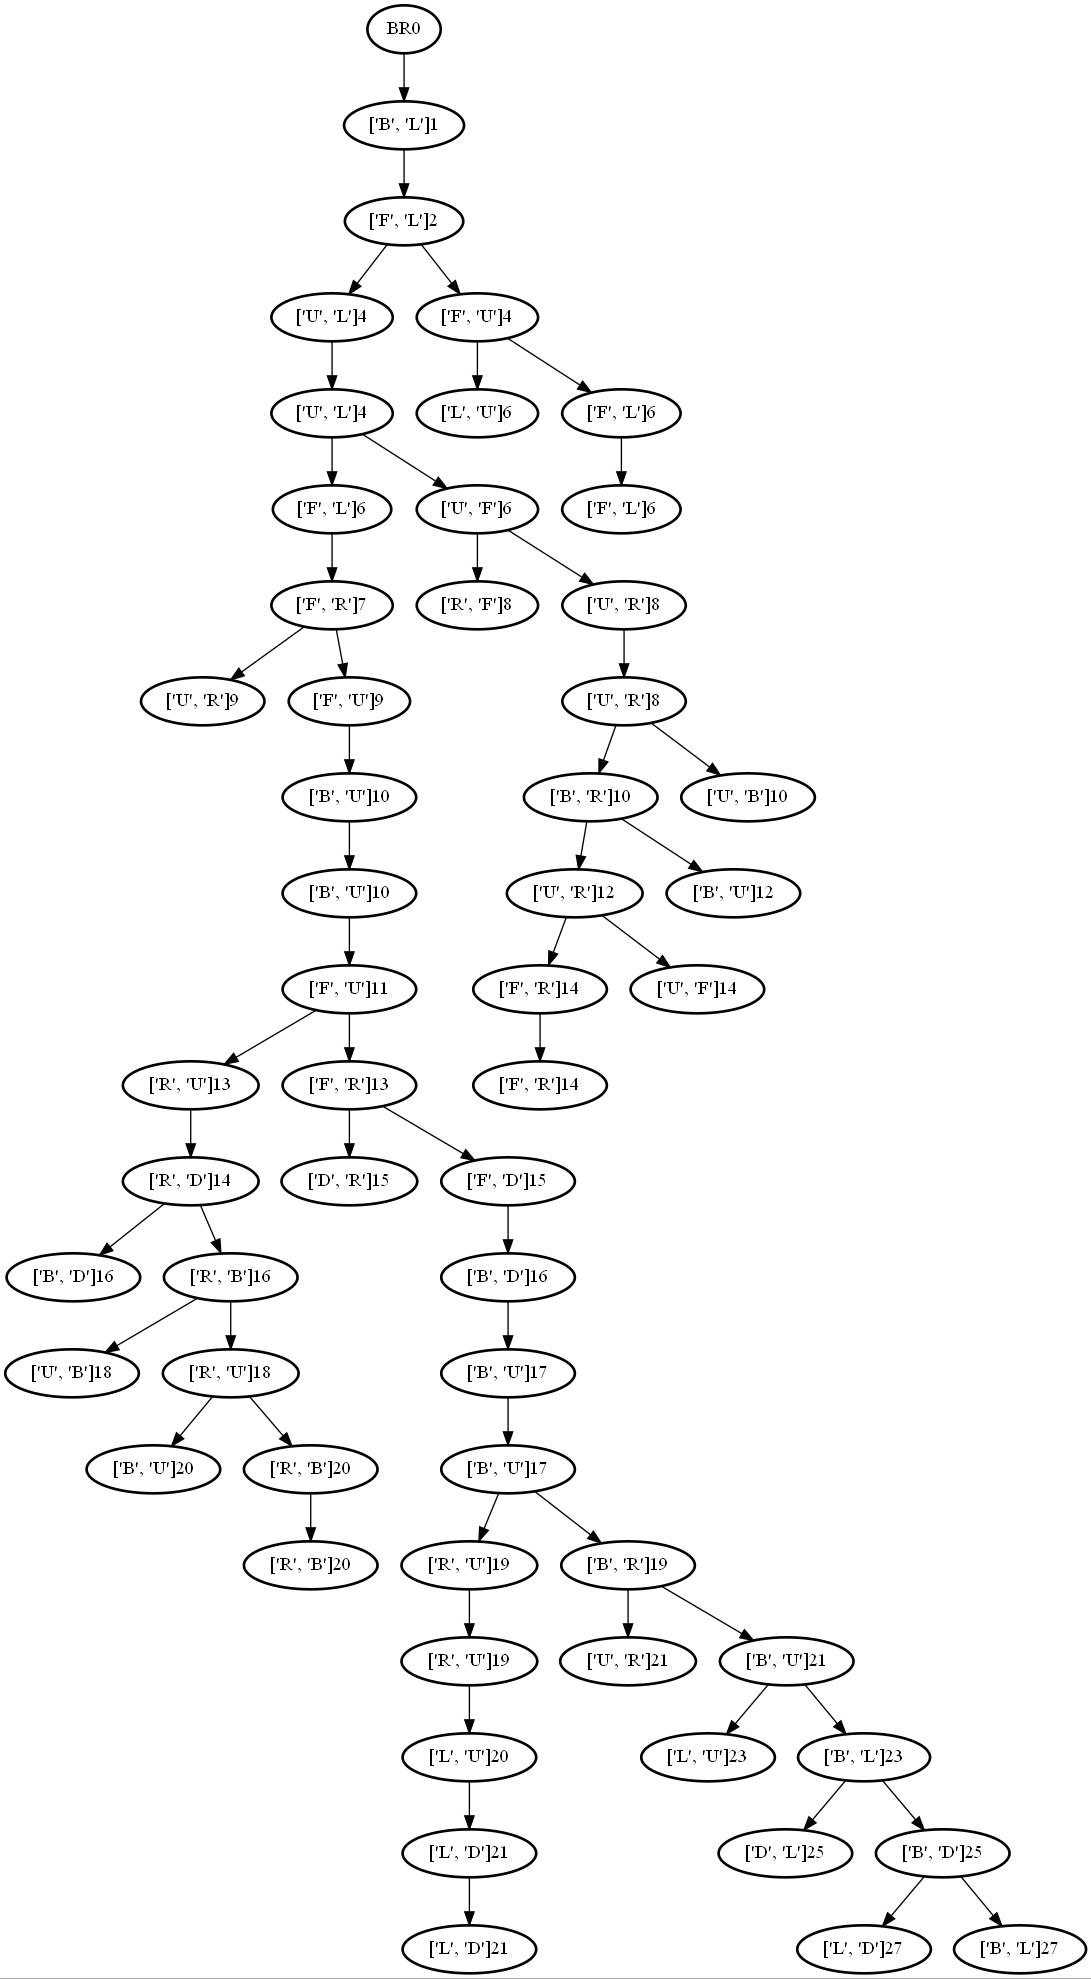 BR0
['B', 'L']1
['F', 'L']2
['U', 'L']4
['F', 'U']4
['U', 'L']4
['L', 'U']6
['F', 'L']6
['F', 'L']6
['U', 'F']6
['F', 'L']6
['F', 'R']7
['R', 'F']8
['U', 'R']8
['U', 'R']9
['F', 'U']9
['U', 'R']8
['B', 'U']10
['B', 'R']10
['U', 'B']10
['B', 'U']10
['U', 'R']12
['B', 'U']12
['F', 'U']11
['F', 'R']14
['U', 'F']14
['R', 'U']13
['F', 'R']13
['F', 'R']14
['R', 'D']14
['D', 'R']15
['F', 'D']15
['B', 'D']16
['R', 'B']16
['B', 'D']16
['U', 'B']18
['R', 'U']18
['B', 'U']17
['B', 'U']20
['R', 'B']20
['B', 'U']17
['R', 'B']20
['R', 'U']19
['B', 'R']19
['R', 'U']19
['U', 'R']21
['B', 'U']21
['L', 'U']20
['L', 'U']23
['B', 'L']23
['L', 'D']21
['D', 'L']25
['B', 'D']25
['L', 'D']21
['L', 'D']27
['B', 'L']27